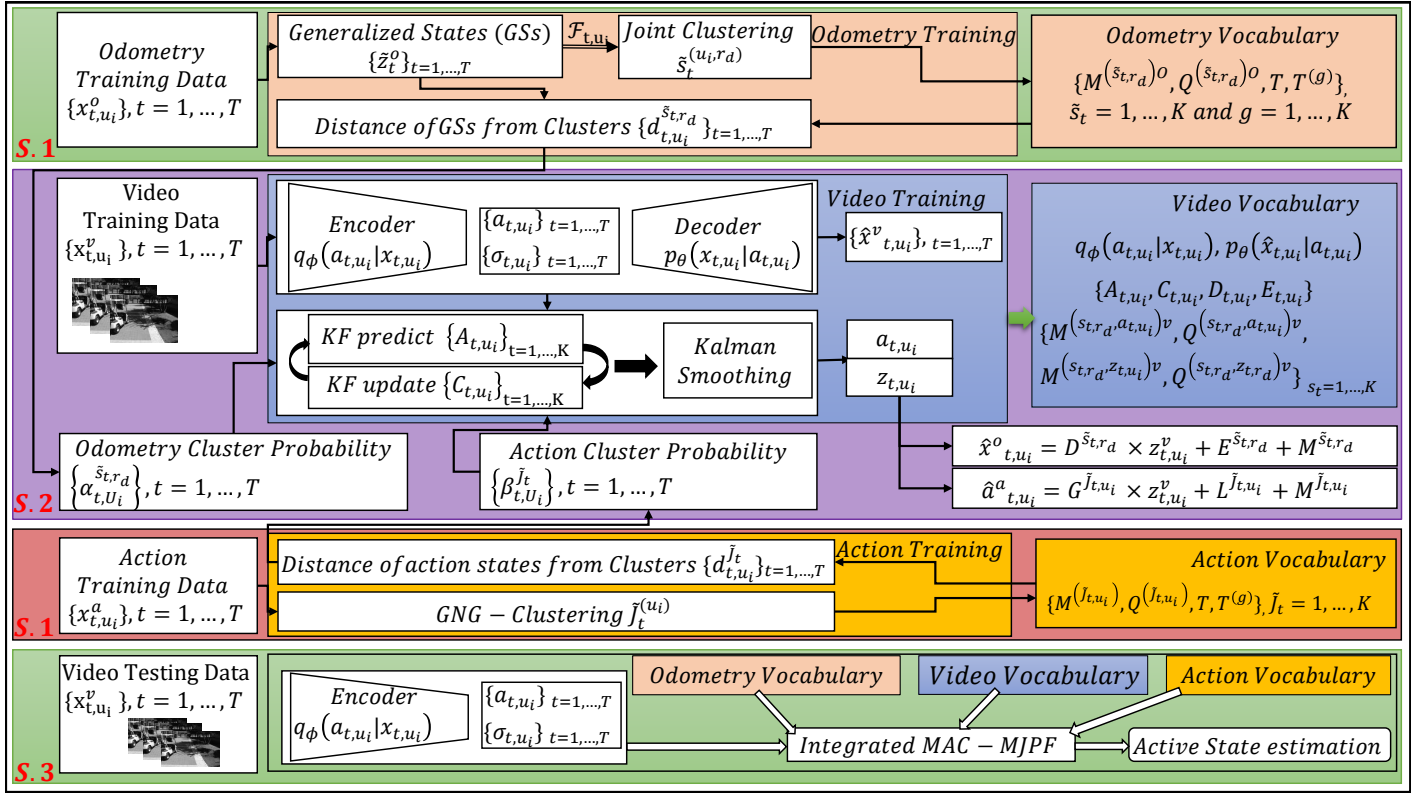 Odometry
Training Data
{x^o_{t,u_i}}, t = 1, … , T
Generalized States (GSs)
{z̃^o_t}_{t=1,…,T}
ℱ_{t,u_i}
Joint Clustering
s̃_t^{(u_i,r_d)}
Odometry Training
Distance of GSs from Clusters {d^{s̃_{t,r_d}}_{t,u_i}}_{t=1,…,T}
Odometry Vocabulary
{M^{(s̃_{t,r_d})O}, Q^{(s̃_{t,r_d})O}, T, T^{(g)}},
s̃_t = 1, … , K and g = 1, … , K
S. 1
Video
Training Data
{x^v_{t,u_i}}, t = 1, … , T
Encoder
q_ϕ(a_{t,u_i}|x_{t,u_i})
{a_{t,u_i}}_{t=1,…,T}
{σ_{t,u_i}}_{t=1,…,T}
Decoder
p_θ(x_{t,u_i}|a_{t,u_i})
Video Training
{x̂^v_{t,u_i}},_{t=1,…,T}
KF predict {A_{t,u_i}}_{t=1,…,K}
KF update {C_{t,u_i}}_{t=1,…,K}
Kalman
Smoothing
a_{t,u_i}
z_{t,u_i}
Video Vocabulary
q_ϕ(a_{t,u_i}|x_{t,u_i}), p_θ(x̂_{t,u_i}|a_{t,u_i})
{A_{t,u_i}, C_{t,u_i}, D_{t,u_i}, E_{t,u_i}}
{M^{(s_{t,r_d},a_{t,u_i})v}, Q^{(s_{t,r_d},a_{t,u_i})v},
M^{(s_{t,r_d},z_{t,u_i})v}, Q^{(s_{t,r_d},z_{t,r_d})v}}_{s_t=1,…,K}
Odometry Cluster Probability
{α^{s̃_{t,r_d}}_{t,U_i}}, t = 1, … , T
Action Cluster Probability
{β^{J̃_t}_{t,U_i}}, t = 1, … , T
x̂^o_{t,u_i} = D^{s̃_{t,r_d}} × z^v_{t,u_i} + E^{s̃_{t,r_d}} + M^{s̃_{t,r_d}}
â^a_{t,u_i} = G^{J̃_{t,u_i}} × z^v_{t,u_i} + L^{J̃_{t,u_i}} + M^{J̃_{t,u_i}}
S. 2
Action
Training Data
{x^a_{t,u_i}}, t = 1, … , T
Distance of action states from Clusters {d^{J̃_t}_{t,u_i}}_{t=1,…,T}
Action Training
GNG − Clustering J̃_t^{(u_i)}
Action Vocabulary
{M^{(J̃_{t,u_i})}, Q^{(J̃_{t,u_i})}, T, T^{(g)}}, J̃_t = 1, … , K
S. 1
Video Testing Data
{x^v_{t,u_i}}, t = 1, … , T
Encoder
q_ϕ(a_{t,u_i}|x_{t,u_i})
{a_{t,u_i}}_{t=1,…,T}
{σ_{t,u_i}}_{t=1,…,T}
Odometry Vocabulary
Video Vocabulary
Action Vocabulary
Integrated MAC − MJPF
Active State estimation
S. 3